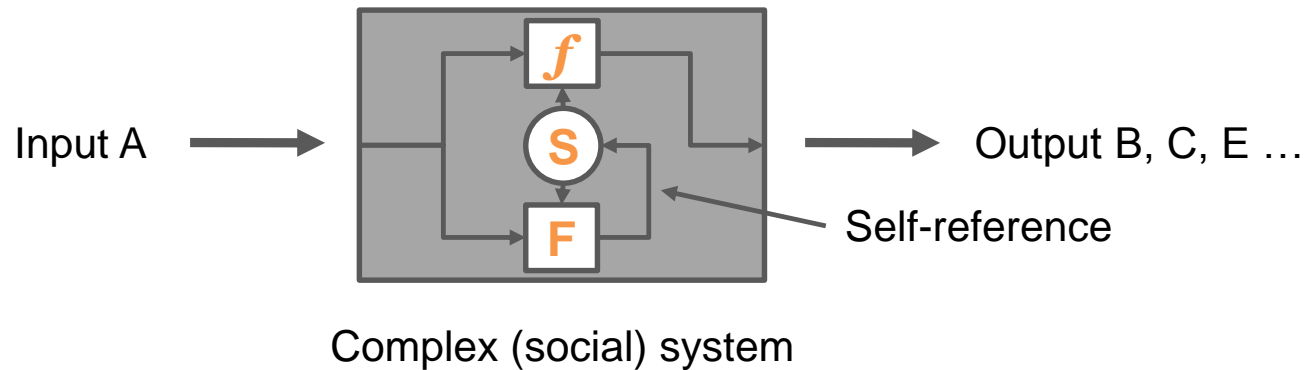 f
Input A
S
Output B, C, E …
Self-reference
F
Complex (social) system